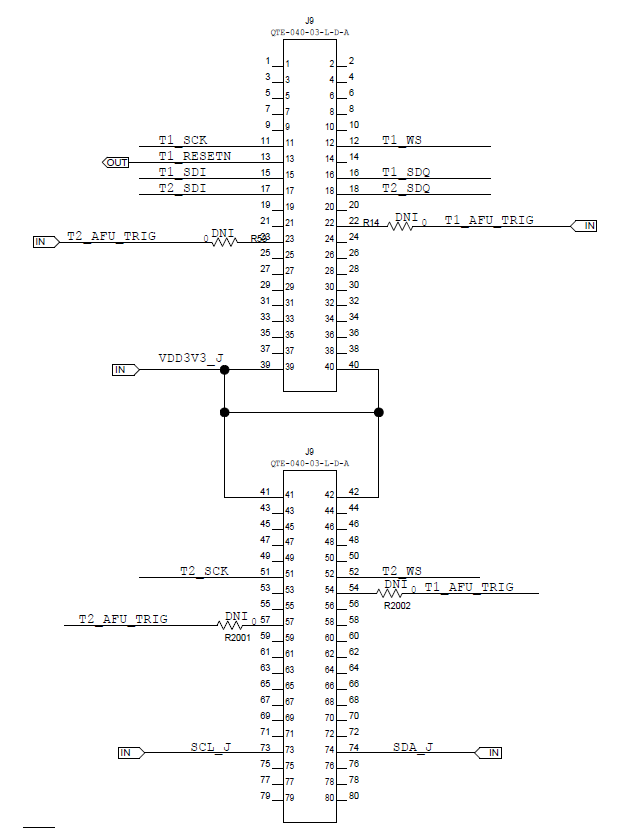 J9
QTE-040-03-L-D-A
1 1 2 2
3 3 4 4
5 5 6 6
7 7 8 8
9 9 10 10
T1_SCK 11 11 12 12 T1_WS
OUT T1_RESETN 13 13 14 14
T1_SDI 15 15 16 16 T1_SDQ
T2_SDI 17 17 18 18 T2_SDQ
19 19 20 20
21 21 22 22 R14 DNI 0 T1_AFU_TRIG IN
IN T2_AFU_TRIG 0 DNI 23 23 24 24
25 25 26 26
27 27 28 28
29 29 30 30
31 31 32 32
33 33 34 34
35 35 36 36
37 37 38 38
IN VDD3V3_J 39 39 40 40
J9
QTE-040-03-L-D-A
41 41 42 42
43 43 44 44
45 45 46 46
47 47 48 48
49 49 50 50
T2_SCK 51 51 52 52 T2_WS
53 53 54 54 DNI 0 T1_AFU_TRIG
55 55 56 56 R2002
T2_AFU_TRIG DNI 0 57 57 58 58
R2001 59 59 60 60
61 61 62 62
63 63 64 64
65 65 66 66
67 67 68 68
69 69 70 70
71 71 72 72
IN SCL_J 73 73 74 74 SDA_J IN
75 75 76 76
77 77 78 78
79 79 80 80